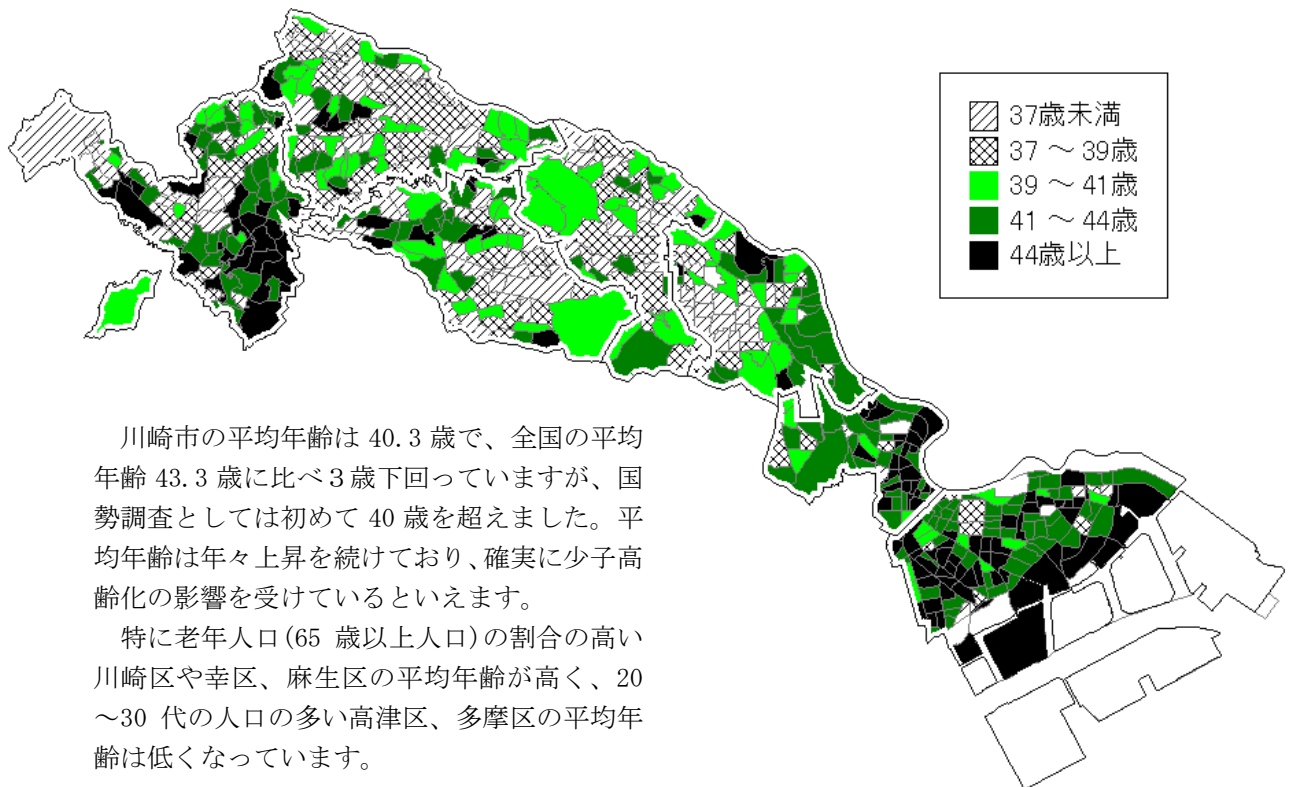 37歳未満
37 ～ 39歳
39 ～ 41歳
41 ～ 44歳
44歳以上
川崎市の平均年齢は 40.3 歳で、全国の平均
年齢 43.3 歳に比べ３歳下回っていますが、国
勢調査としては初めて 40 歳を超えました。平
均年齢は年々上昇を続けており、確実に少子高
齢化の影響を受けているといえます。
特に老年人口(65 歳以上人口)の割合の高い
川崎区や幸区、麻生区の平均年齢が高く、20
～30 代の人口の多い高津区、多摩区の平均年
齢は低くなっています。